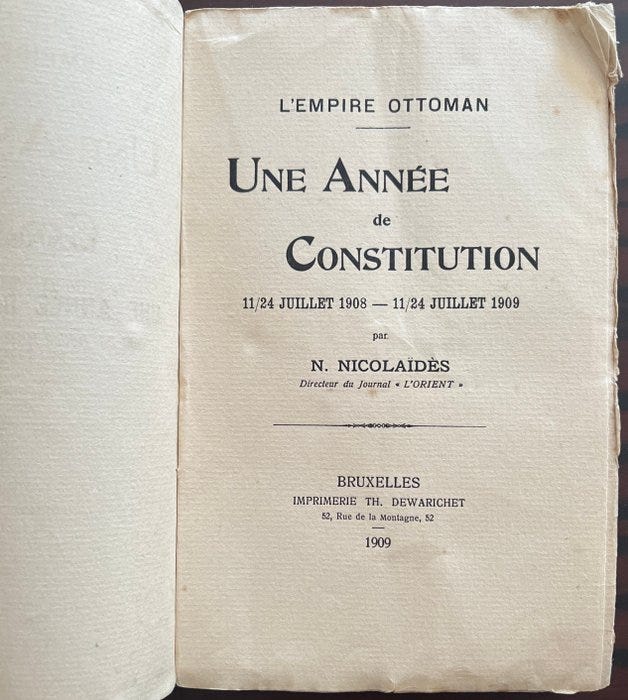 L'EMPIRE OTTOMAN
UNE ANNÉE
de
CONSTITUTION
11/24 JUILLET 1908 — 11/24 JUILLET 1909
par
N. NICOLAÏDÈS
Directeur du Journal « L'ORIENT »
BRUXELLES
IMPRIMERIE TH. DEWARICHET
52, Rue de la Montagne, 52
1909